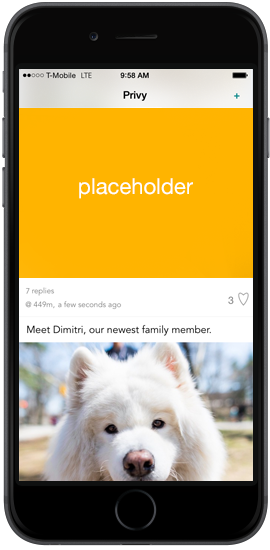 T-Mobile LTE 9:58 AM
Privy +
placeholder
7 replies
@ 449m, a few seconds ago
3
Meet Dimitri, our newest family member.